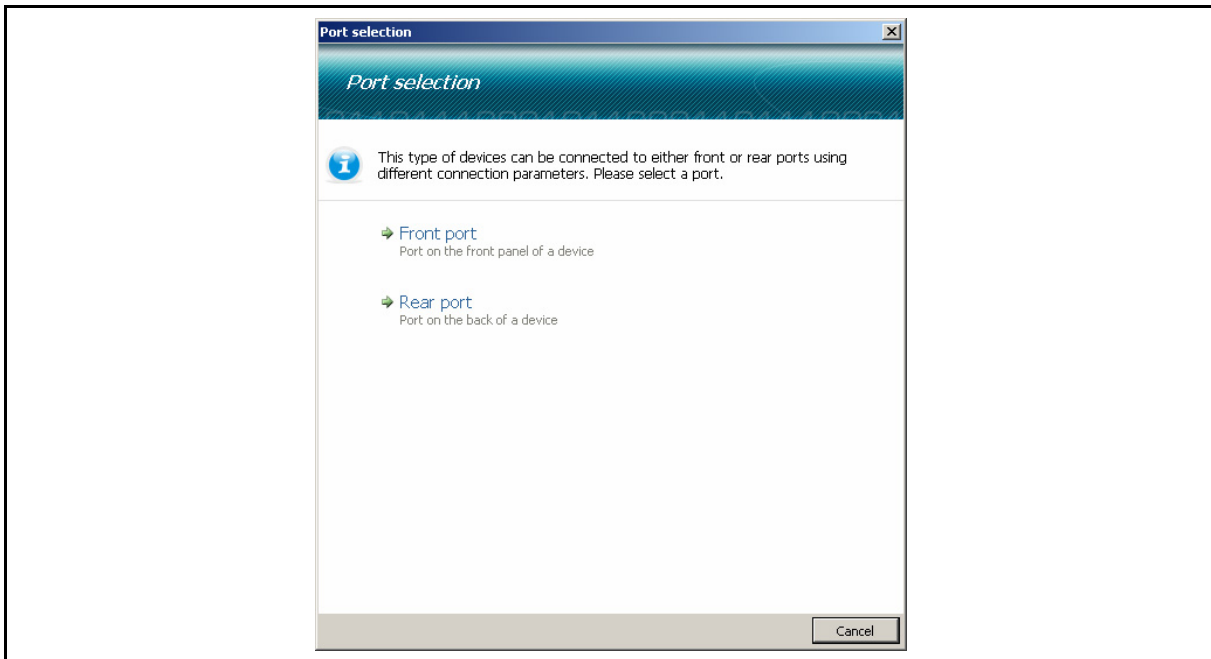 Port selection
Port selection
This type of devices can be connected to either front or rear ports using
different connection parameters. Please select a port.
Front port
Port on the front panel of a device
Rear port
Port on the back of a device
Cancel